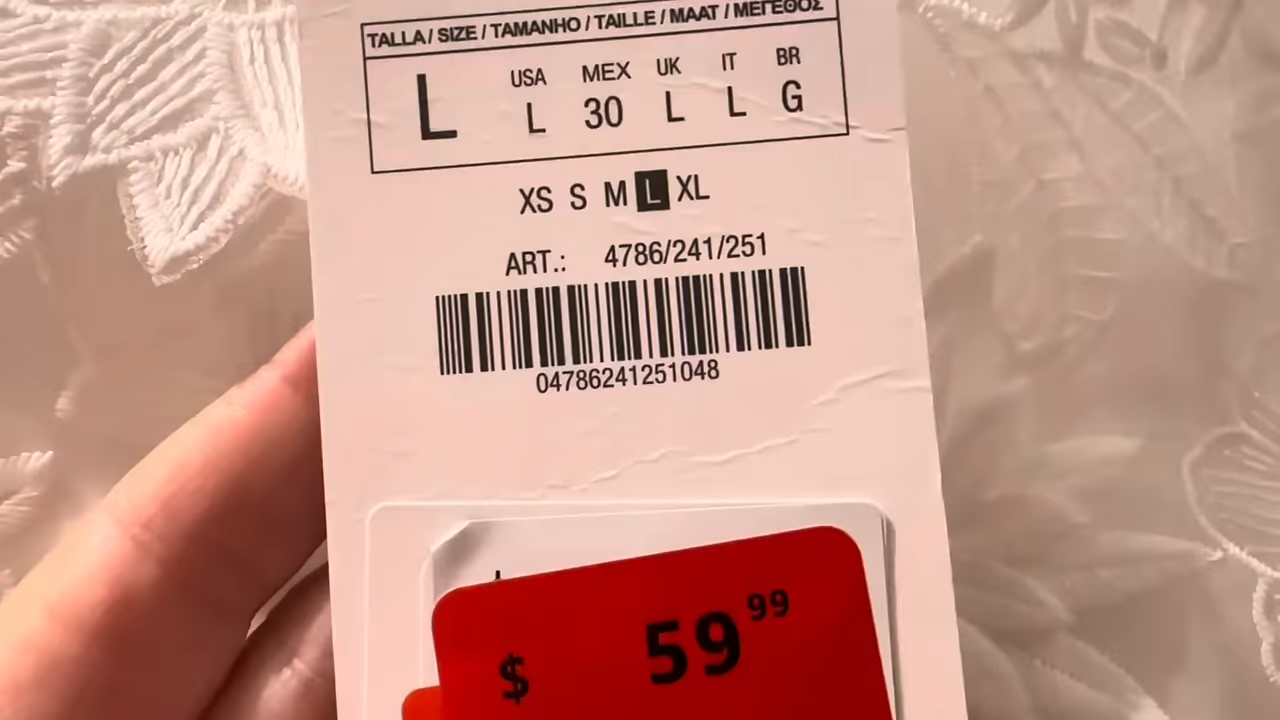 TALLA / SIZE / TAMANHO / TAILLE / MAAT / ΜΕΓΕΘΟΣ
USA MEX UK IT BR
L L 30 L L G
XS S M L XL
ART.: 4786/241/251
04786241251048
$ 59 99